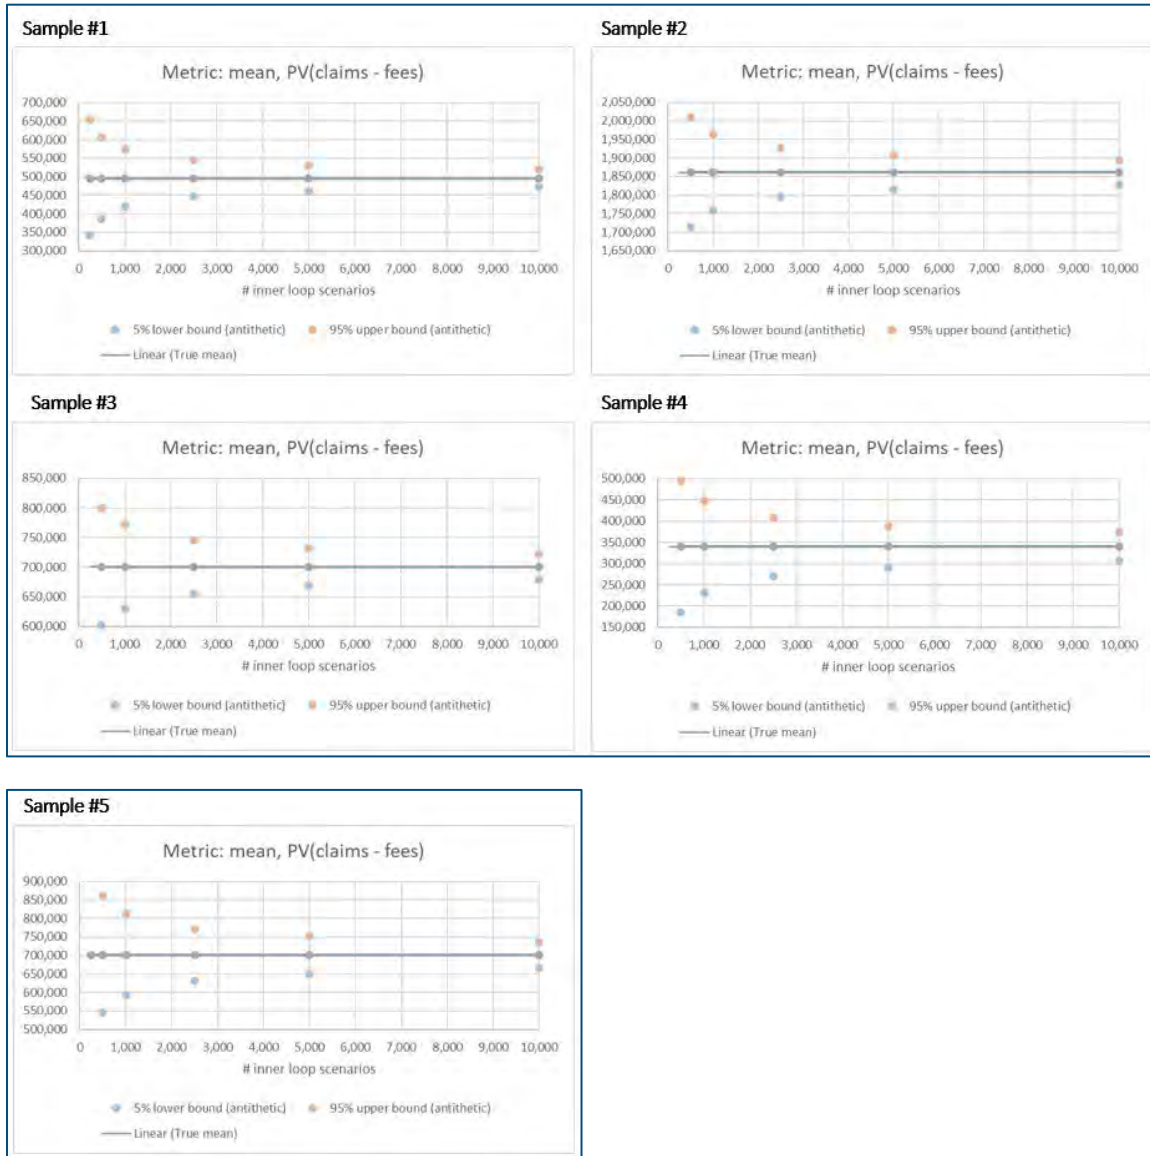 Sample #1
Metric: mean, PV(claims - fees)
700,000
650,000
600,000
550,000
500,000
450,000
400,000
350,000
300,000
0 1,000 2,000 3,000 4,000 5,000 6,000 7,000 8,000 9,000 10,000
# inner loop scenarios
5% lower bound (antithetic) 95% upper bound (antithetic)
Linear (True mean)
Sample #2
Metric: mean, PV(claims - fees)
2,050,000
2,000,000
1,950,000
1,900,000
1,850,000
1,800,000
1,750,000
1,700,000
1,650,000
0 1,000 2,000 3,000 4,000 5,000 6,000 7,000 8,000 9,000 10,000
# inner loop scenarios
5% lower bound (antithetic) 95% upper bound (antithetic)
Linear (True mean)
Sample #3
Metric: mean, PV(claims - fees)
850,000
800,000
750,000
700,000
650,000
600,000
0 1,000 2,000 3,000 4,000 5,000 6,000 7,000 8,000 9,000 10,000
# inner loop scenarios
5% lower bound (antithetic) 95% upper bound (antithetic)
Linear (True mean)
Sample #4
Metric: mean, PV(claims - fees)
500,000
450,000
400,000
350,000
300,000
250,000
200,000
150,000
0 1,000 2,000 3,000 4,000 5,000 6,000 7,000 8,000 9,000 10,000
# inner loop scenarios
5% lower bound (antithetic) 95% upper bound (antithetic)
Linear (True mean)
Sample #5
Metric: mean, PV(claims - fees)
900,000
850,000
800,000
750,000
700,000
650,000
600,000
550,000
500,000
0 1,000 2,000 3,000 4,000 5,000 6,000 7,000 8,000 9,000 10,000
# inner loop scenarios
5% lower bound (antithetic) 95% upper bound (antithetic)
Linear (True mean)